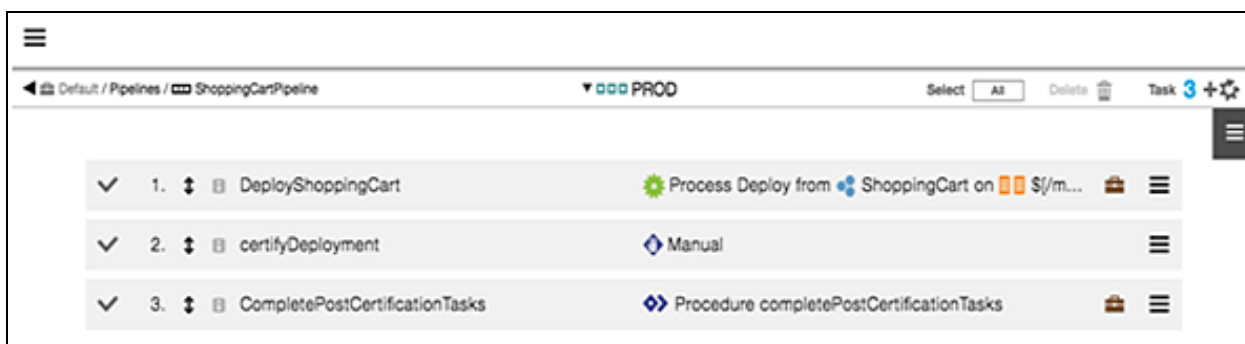 Default / Pipelines / ShoppingCartPipeline PROD Select All Delete Task 3
1. DeployShoppingCart Process Deploy from ShoppingCart on $[/m...
2. certifyDeployment Manual
3. CompletePostCertificationTasks Procedure completePostCertificationTasks